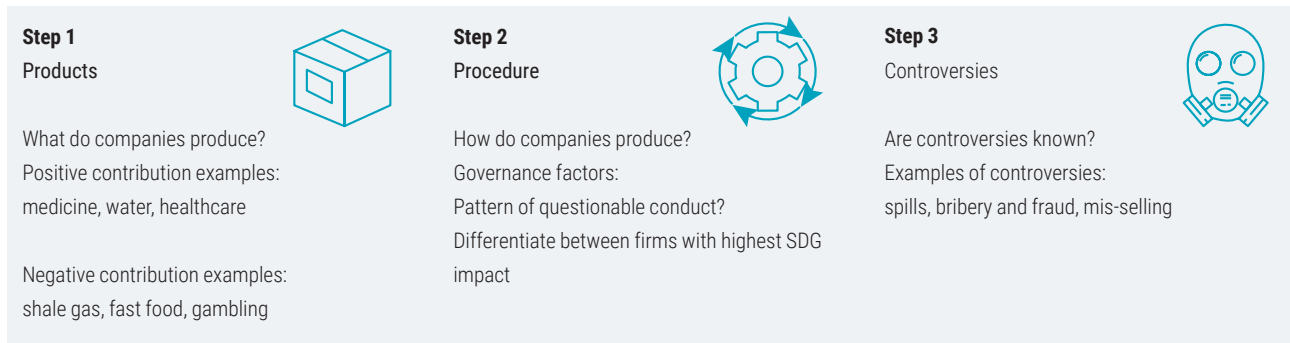 Step 1
Products
What do companies produce?
Positive contribution examples:
medicine, water, healthcare
Negative contribution examples:
shale gas, fast food, gambling
Step 2
Procedure
How do companies produce?
Governance factors:
Pattern of questionable conduct?
Differentiate between firms with highest SDG
impact
Step 3
Controversies
Are controversies known?
Examples of controversies:
spills, bribery and fraud, mis-selling